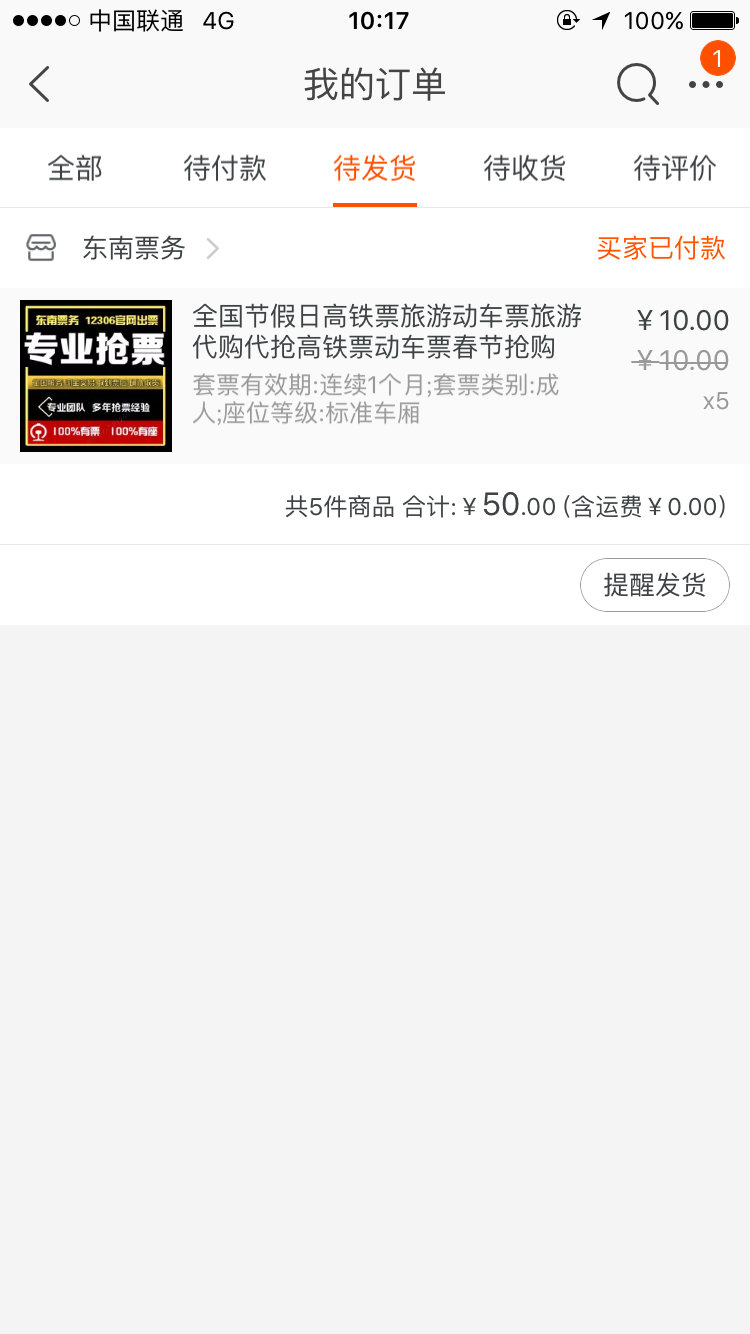 中国联通 4G 10:17 100%
我的订单 1
全部 待付款 待发货 待收货 待评价
东南票务 买家已付款
东南票务 12306官网出票
专业抢票
专业团队 多年抢票经验
100%有票 100%有座
全国节假日高铁票旅游动车票旅游 ¥10.00
代购代抢高铁票动车票春节抢购 ¥10.00
套票有效期:连续1个月;套票类别:成 x5
人;座位等级:标准车厢
共5件商品 合计:¥50.00 (含运费¥0.00)
提醒发货